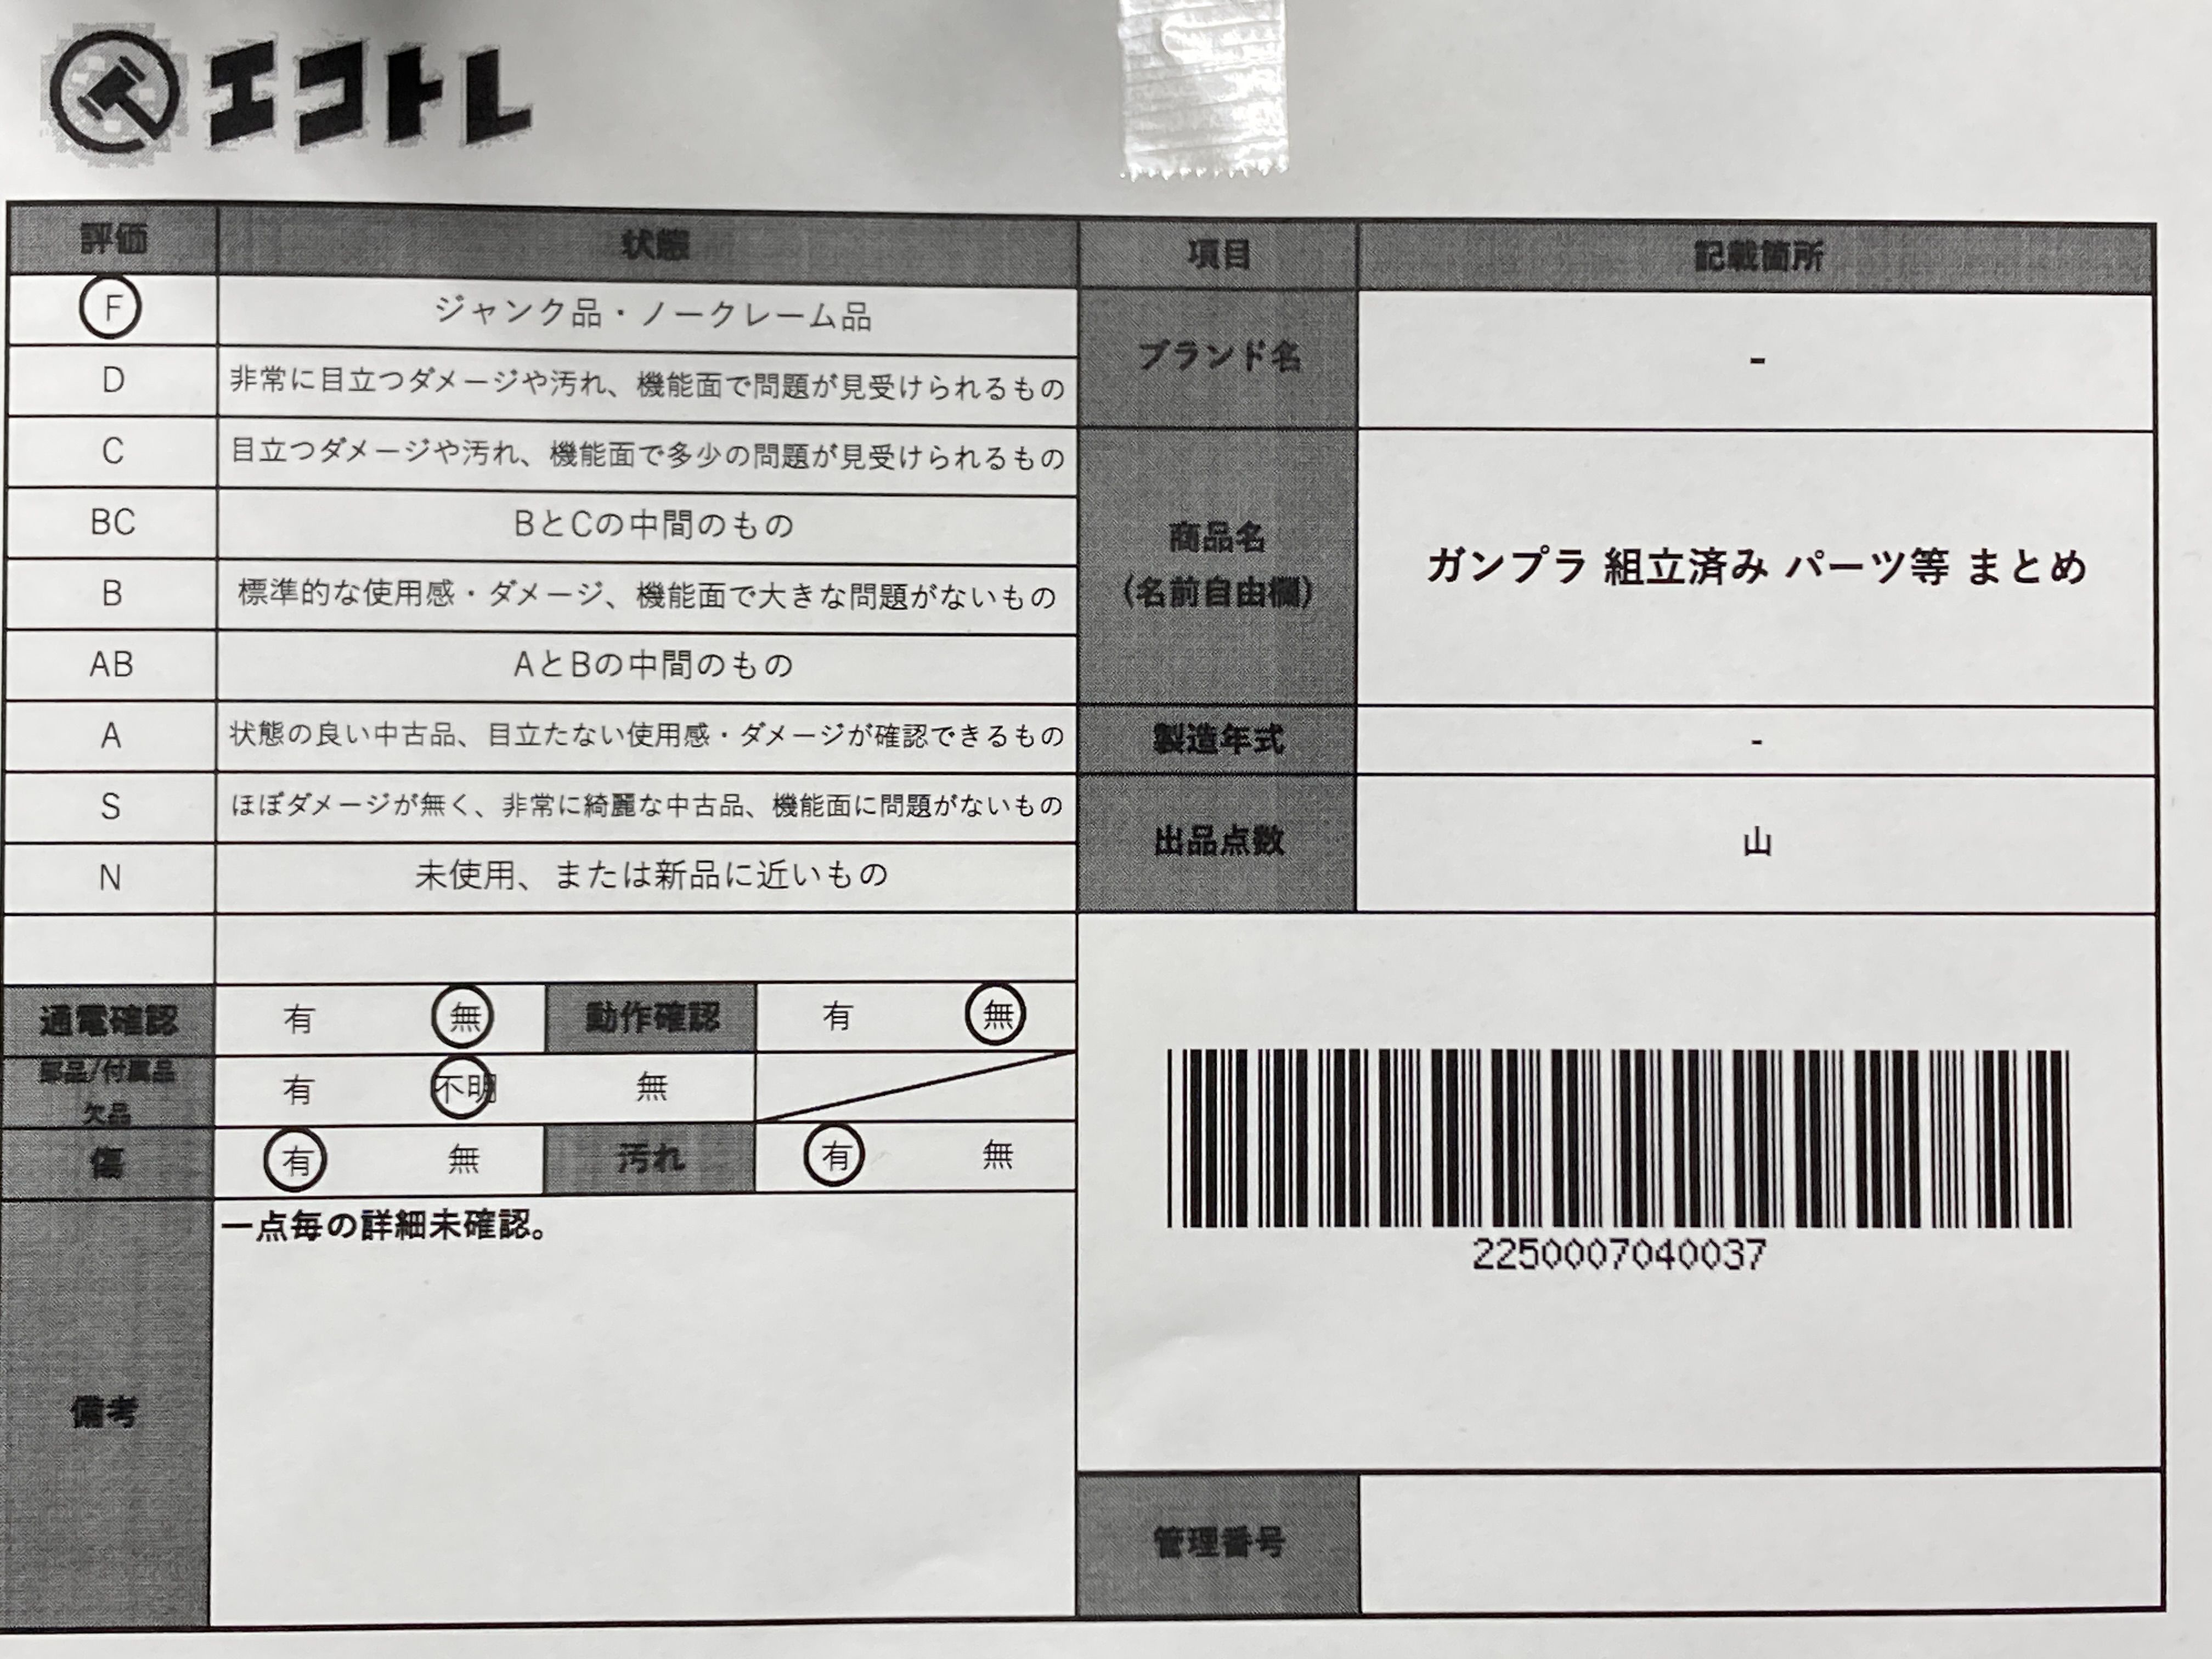 エコトレ
評価 状態 項目 記載箇所
F ジャンク品・ノークレーム品
D 非常に目立つダメージや汚れ、機能面で問題が見受けられるもの
ブランド名 -
C 目立つダメージや汚れ、機能面で多少の問題が見受けられるもの
BC BとCの中間のもの
B 標準的な使用感・ダメージ、機能面で大きな問題がないもの
商品名
(名前自由欄)
ガンプラ 組立済み パーツ等 まとめ
AB AとBの中間のもの
A 状態の良い中古品、目立たない使用感・ダメージが確認できるもの
製造年式 -
S ほぼダメージが無く、非常に綺麗な中古品、機能面に問題がないもの
出品点数 山
N 未使用、または新品に近いもの
通電確認 有 無 動作確認 有 無
部品/付属品
欠品
有 不明 無
傷 有 無 汚れ 有 無
備考
一点毎の詳細未確認。
2250007040037
管理番号